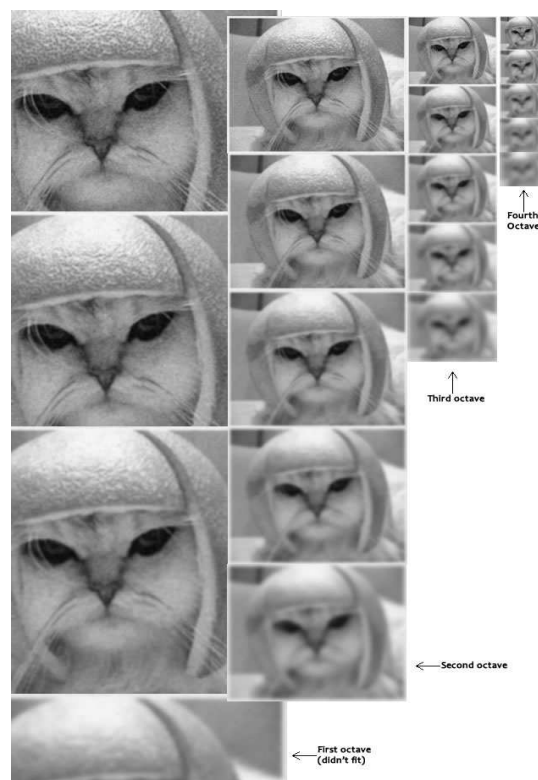 Fourth
Octave
Third octave
Second octave
First octave
(didn't fit)